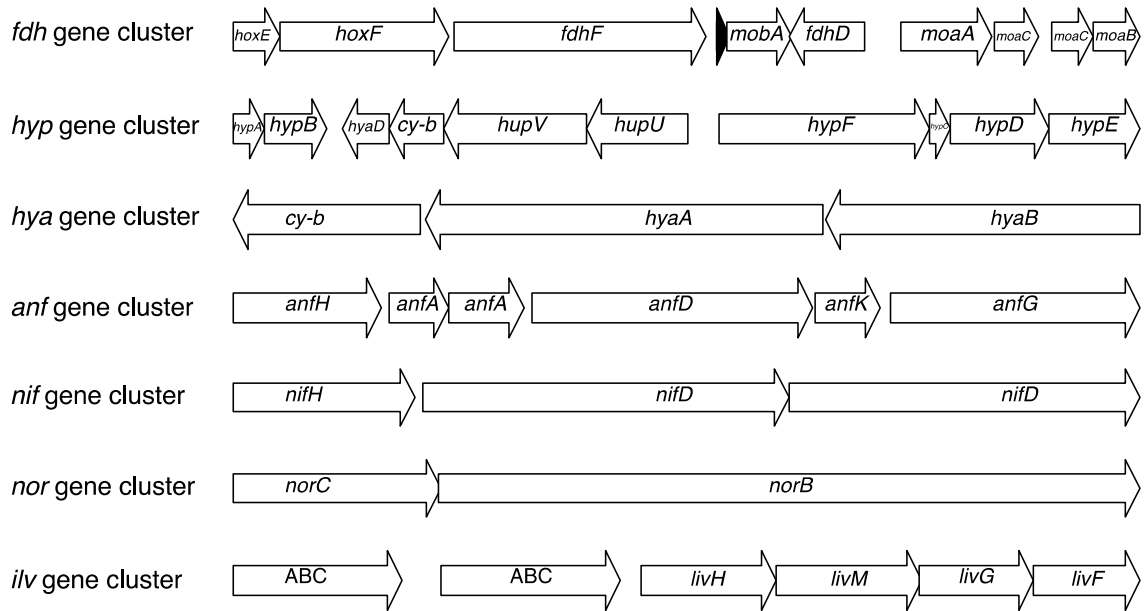 fdh gene cluster hoxE hoxF fdhF mobA fdhD moaA moaC moaC moaB
hyp gene cluster hypA hypB hyaD cy-b hupV hupU hypF hypC hypD hypE
hya gene cluster cy-b hyaA hyaB
anf gene cluster anfH anfA anfA anfD anfK anfG
nif gene cluster nifH nifD nifD
nor gene cluster norC norB
ilv gene cluster ABC ABC livH livM livG livF